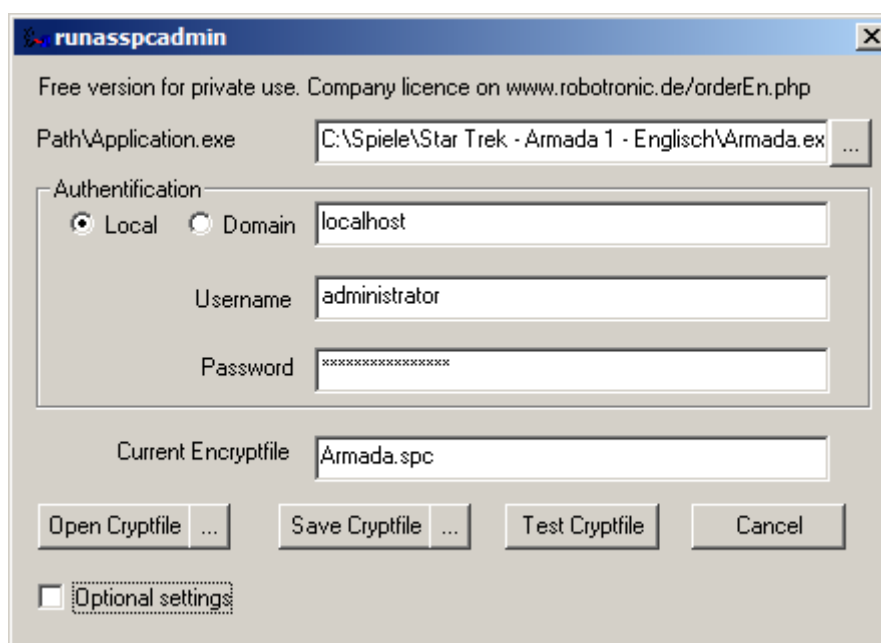 runasspcadmin
Free version for private use. Company licence on www.robotronic.de/orderEn.php
Path\Application.exe C:\Spiele\Star Trek - Armada 1 - Englisch\Armada.ex ...
Authentification
Local Domain localhost
Username administrator
Password ****************
Current Encryptfile Armada.spc
Open Cryptfile ... Save Cryptfile ... Test Cryptfile Cancel
Optional settings